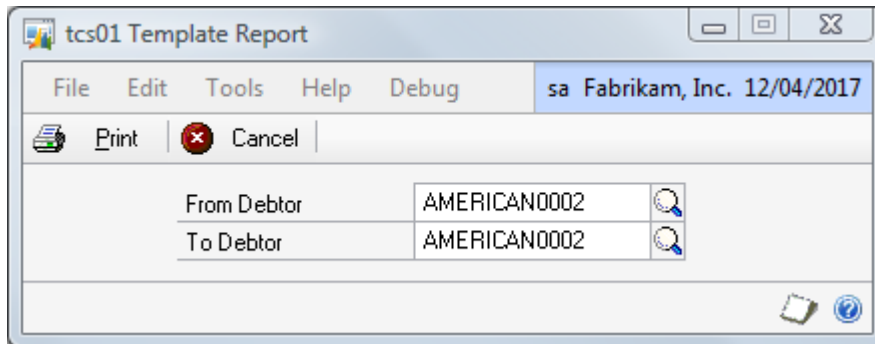 tcs01 Template Report
File Edit Tools Help Debug sa Fabrikam, Inc. 12/04/2017
Print Cancel
From Debtor AMERICAN0002
To Debtor AMERICAN0002